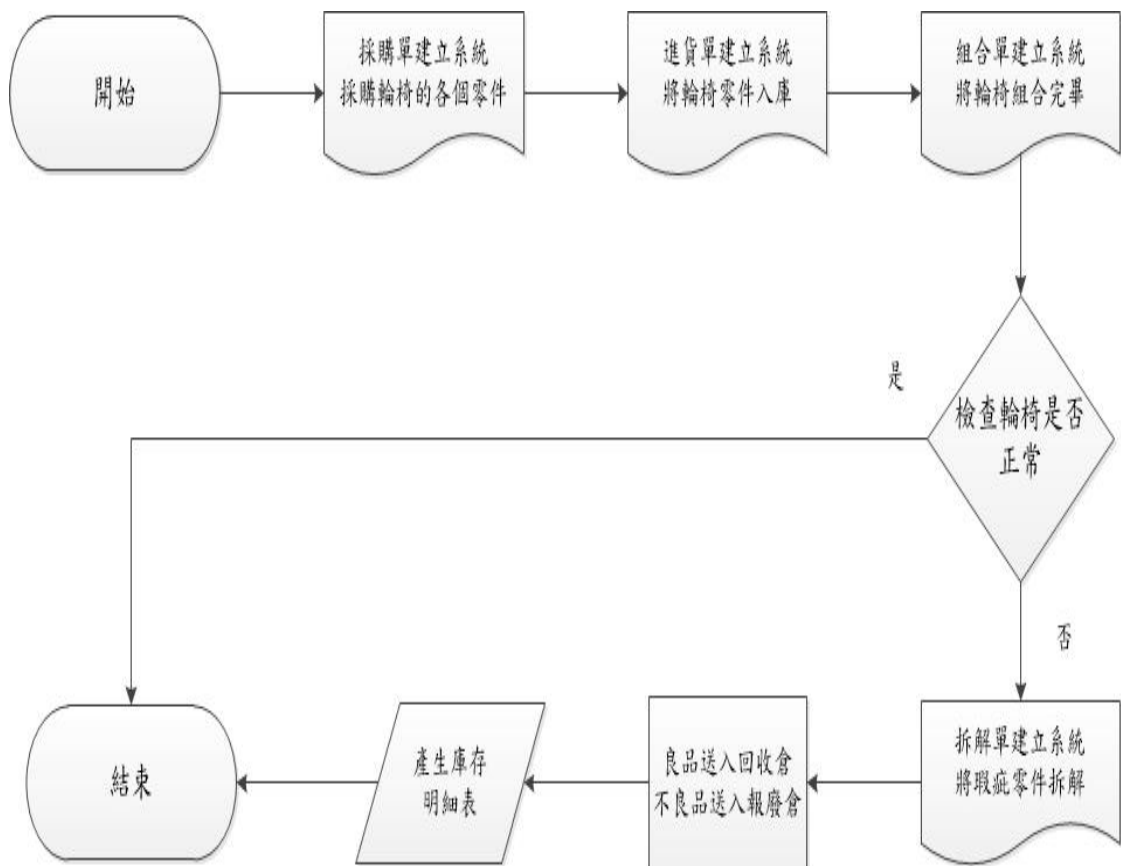 開始
採購單建立系統
採購輪椅的各個零件
進貨單建立系統
將輪椅零件入庫
組合單建立系統
將輪椅組合完畢
是
檢查輪椅是否
正常
否
拆解單建立系統
將瑕疵零件拆解
良品送入回收倉
不良品送入報廢倉
產生庫存
明細表
結束